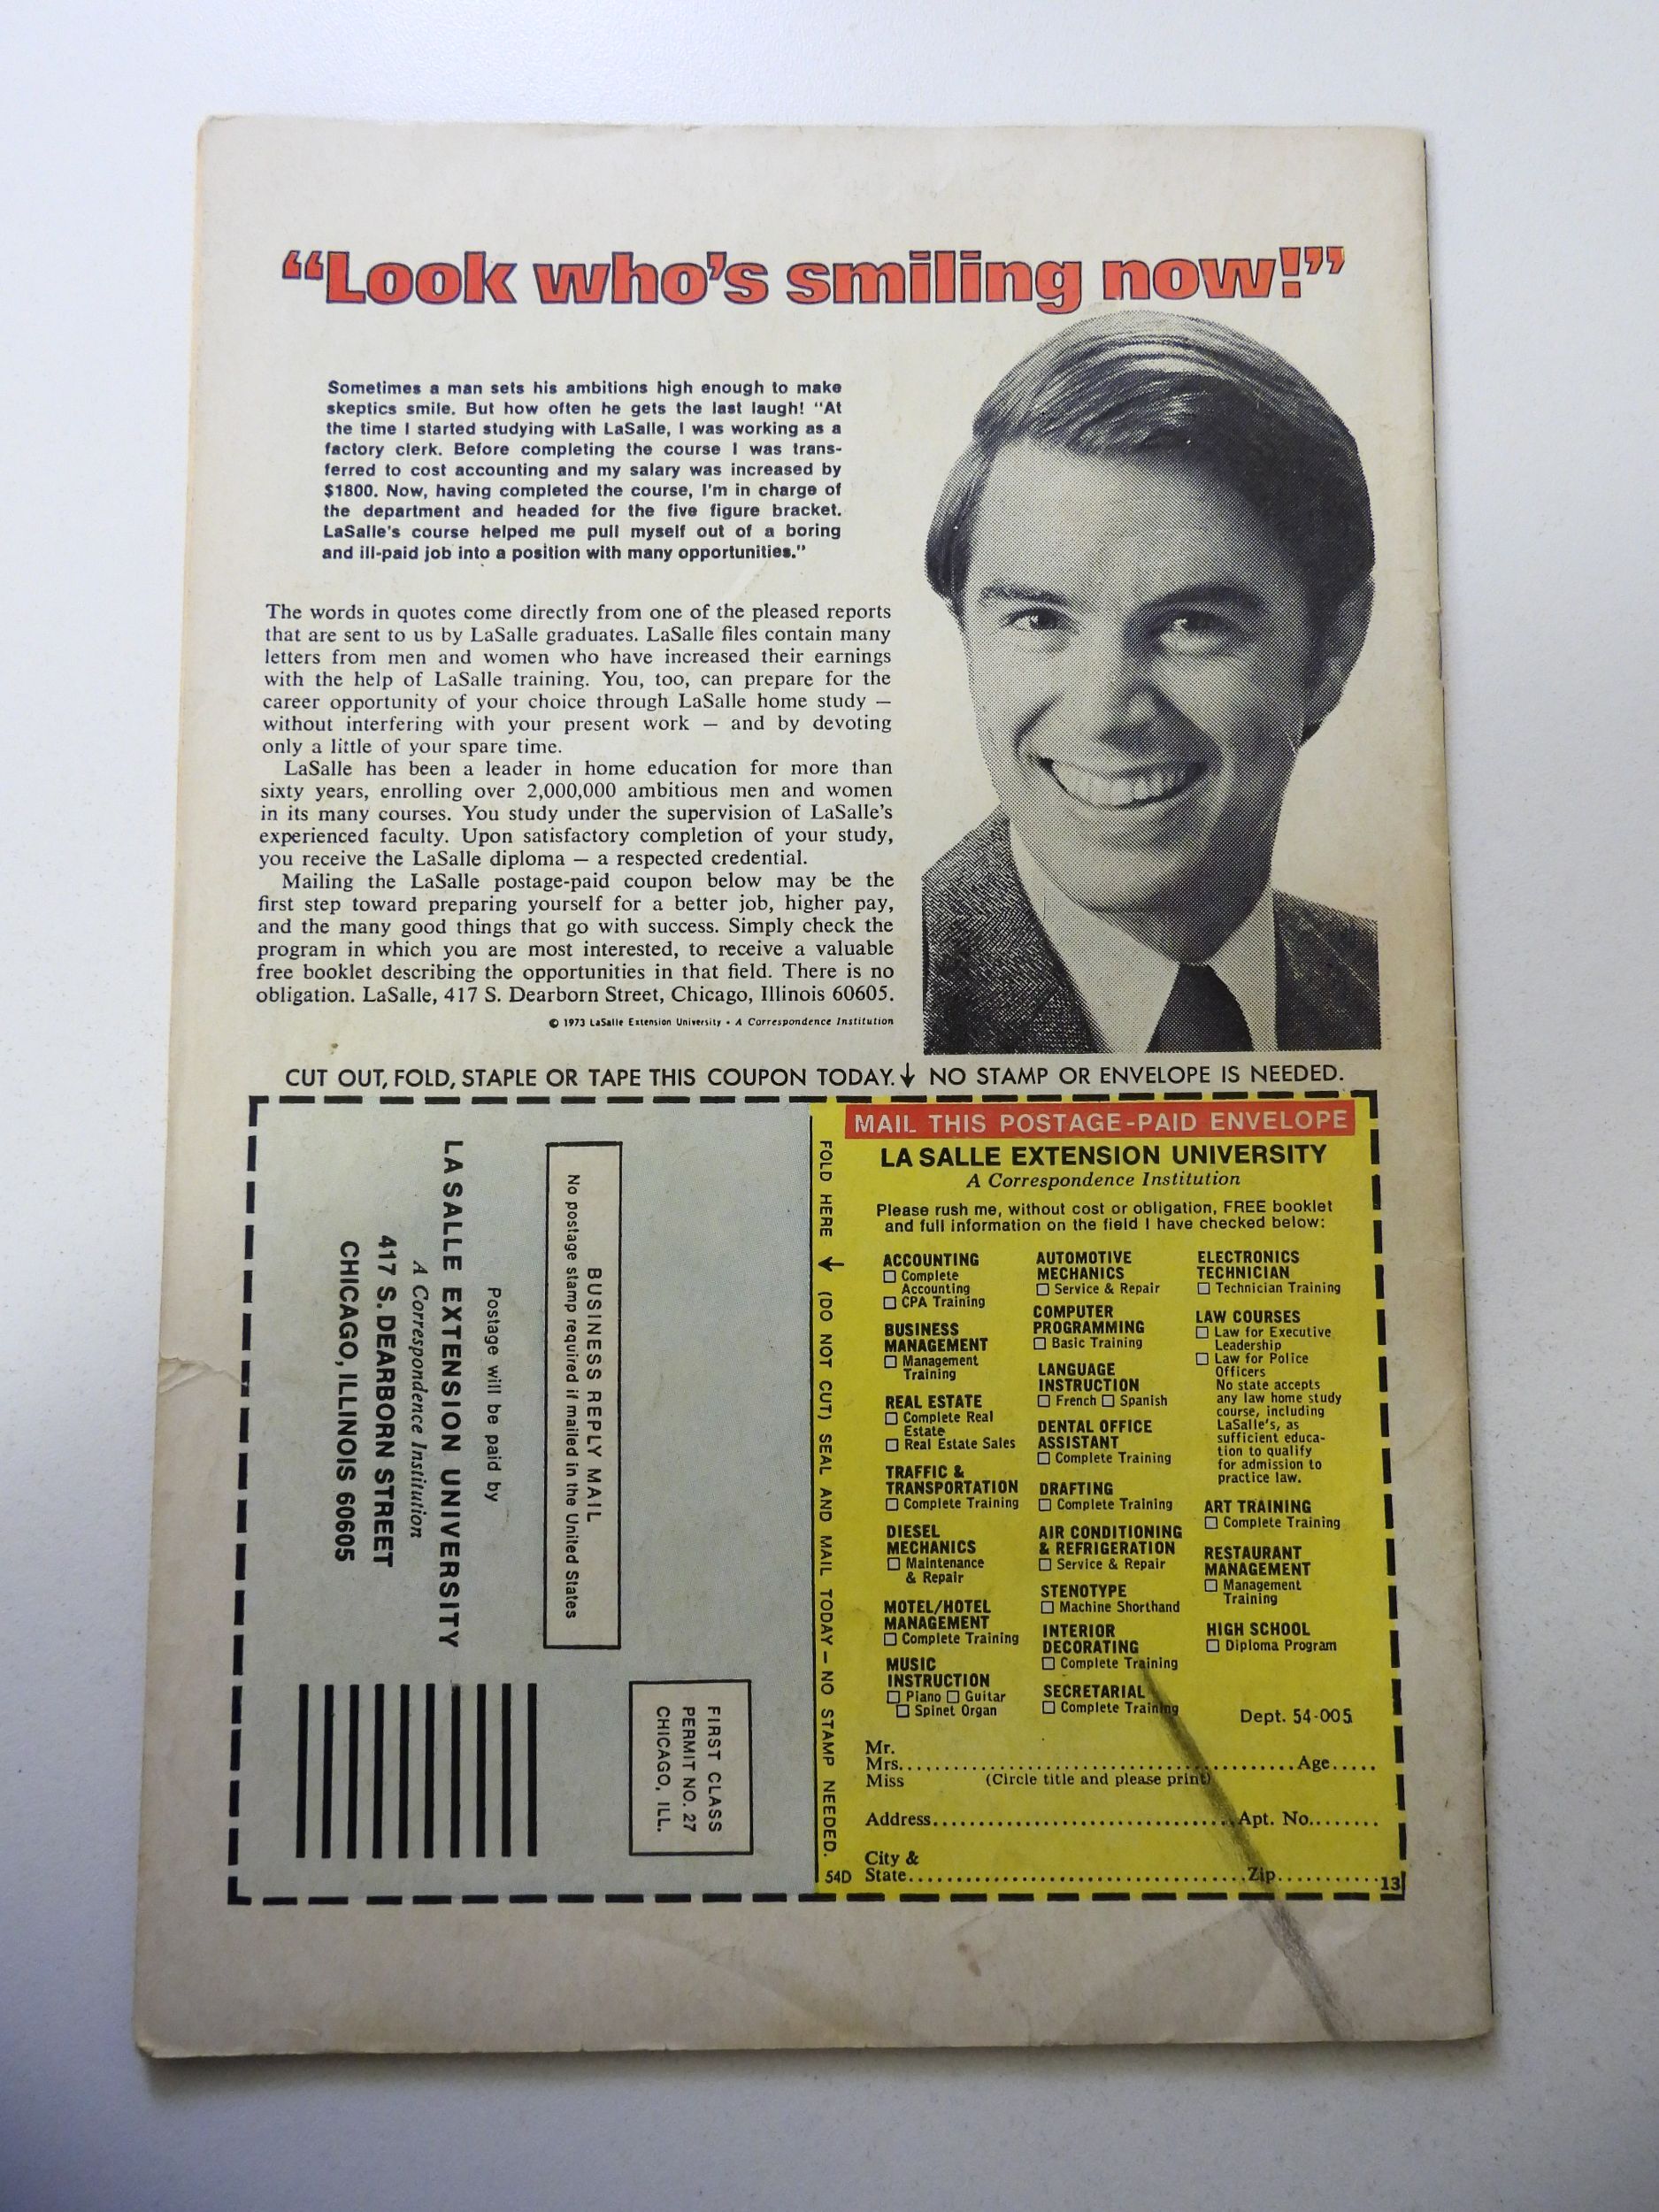 “Look who’s smiling now!”
Sometimes a man sets his ambitions high enough to make
skeptics smile. But how often he gets the last laugh! “At
the time I started studying with LaSalle, I was working as a
factory clerk. Before completing the course I was trans-
ferred to cost accounting and my salary was increased by
$1800. Now, having completed the course, I’m in charge of
the department and headed for the five figure bracket.
LaSalle’s course helped me pull myself out of a boring
and ill-paid job into a position with many opportunities.”
The words in quotes come directly from one of the pleased reports
that are sent to us by LaSalle graduates. LaSalle files contain many
letters from men and women who have increased their earnings
with the help of LaSalle training. You, too, can prepare for the
career opportunity of your choice through LaSalle home study —
without interfering with your present work — and by devoting
only a little of your spare time.
LaSalle has been a leader in home education for more than
sixty years, enrolling over 2,000,000 ambitious men and women
in its many courses. You study under the supervision of LaSalle’s
experienced faculty. Upon satisfactory completion of your study,
you receive the LaSalle diploma — a respected credential.
Mailing the LaSalle postage-paid coupon below may be the
first step toward preparing yourself for a better job, higher pay,
and the many good things that go with success. Simply check the
program in which you are most interested, to receive a valuable
free booklet describing the opportunities in that field. There is no
obligation. LaSalle, 417 S. Dearborn Street, Chicago, Illinois 60605.
© 1973 LaSalle Extension University • A Correspondence Institution
CUT OUT, FOLD, STAPLE OR TAPE THIS COUPON TODAY. ↓ NO STAMP OR ENVELOPE IS NEEDED.
FIRST CLASS
PERMIT NO. 27
CHICAGO, ILL.
BUSINESS REPLY MAIL
No postage stamp required if mailed in the United States
Postage will be paid by
LA SALLE EXTENSION UNIVERSITY
A Correspondence Institution
417 S. DEARBORN STREET
CHICAGO, ILLINOIS 60605
FOLD HERE ↓ (DO NOT CUT) SEAL AND MAIL TODAY — NO STAMP NEEDED.
54D
MAIL THIS POSTAGE-PAID ENVELOPE
LA SALLE EXTENSION UNIVERSITY
A Correspondence Institution
Please rush me, without cost or obligation, FREE booklet
and full information on the field I have checked below:
ACCOUNTING
☐ Complete
Accounting
☐ CPA Training
BUSINESS
MANAGEMENT
☐ Management
Training
REAL ESTATE
☐ Complete Real
Estate
☐ Real Estate Sales
TRAFFIC &
TRANSPORTATION
☐ Complete Training
DIESEL
MECHANICS
☐ Maintenance
& Repair
MOTEL/HOTEL
MANAGEMENT
☐ Complete Training
MUSIC
INSTRUCTION
☐ Piano ☐ Guitar
☐ Spinet Organ
AUTOMOTIVE
MECHANICS
☐ Service & Repair
COMPUTER
PROGRAMMING
☐ Basic Training
LANGUAGE
INSTRUCTION
☐ French ☐ Spanish
DENTAL OFFICE
ASSISTANT
☐ Complete Training
DRAFTING
☐ Complete Training
AIR CONDITIONING
& REFRIGERATION
☐ Service & Repair
STENOTYPE
☐ Machine Shorthand
INTERIOR
DECORATING
☐ Complete Training
SECRETARIAL
☐ Complete Training
ELECTRONICS
TECHNICIAN
☐ Technician Training
LAW COURSES
☐ Law for Executive
Leadership
☐ Law for Police
Officers
No state accepts
any law home study
course, including
LaSalle’s, as
sufficient educa-
tion to qualify
for admission to
practice law.
ART TRAINING
☐ Complete Training
RESTAURANT
MANAGEMENT
☐ Management
Training
HIGH SCHOOL
☐ Diploma Program
Dept. 54-005
Mr.
Mrs. ........................................ Age .....
Miss (Circle title and please print)
Address ........................................ Apt. No. ........
City &
State ........................................ Zip ............ 13